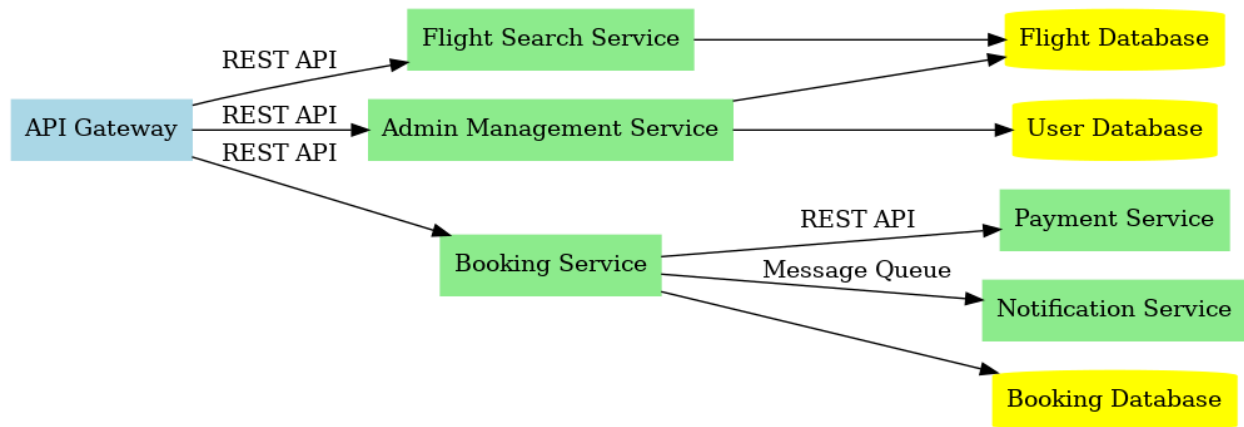 Flight Search Service
Flight Database
REST API
API Gateway
REST API
Admin Management Service
User Database
REST API
REST API
Payment Service
Booking Service
Message Queue
Notification Service
Booking Database